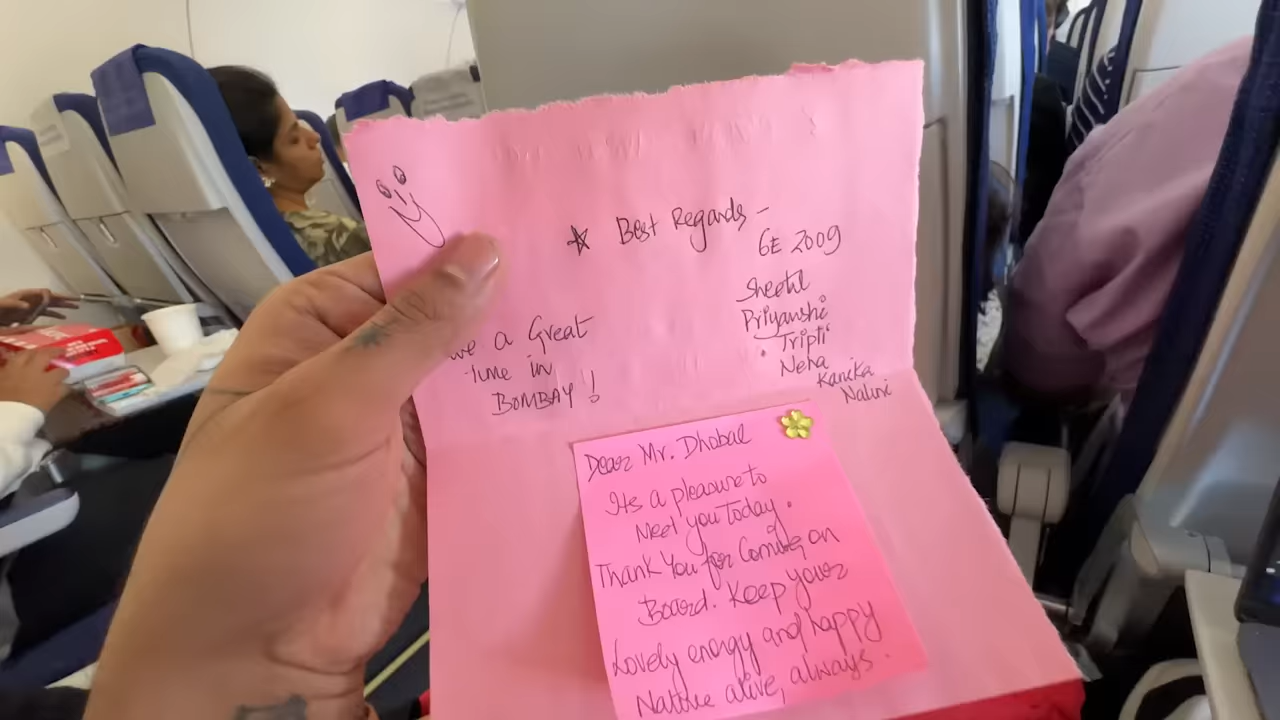 ★ Best Regards -
6E 2009
Sheetal
Priyanshi
Tripti
Neha
Kanika
Nalini
a Great
Time in
BOMBAY !
Dear Mr. Dhobal
Its a pleasure to
Meet you Today.
Thank You for Coming on
Board. Keep your
Lovely energy and happy
Nature alive, always.